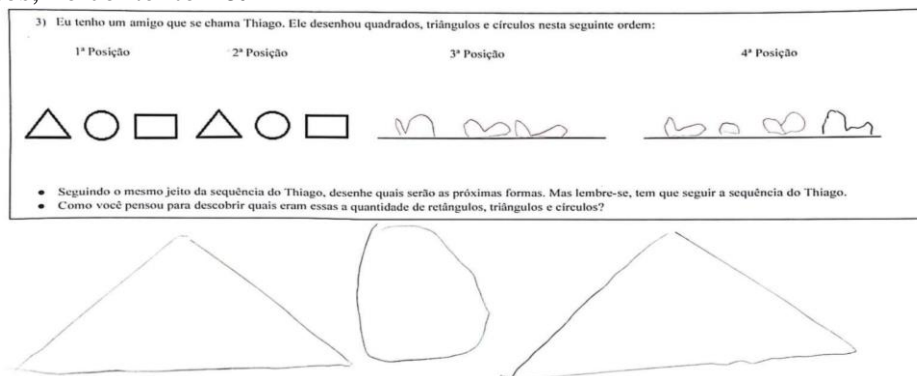 3) Eu tenho um amigo que se chama Thiago. Ele desenhou quadrados, triângulos e círculos nesta seguinte ordem:
1ª Posição 2ª Posição 3ª Posição 4ª Posição
• Seguindo o mesmo jeito da sequência do Thiago, desenhe quais serão as próximas formas. Mas lembre-se, tem que seguir a sequência do Thiago.
• Como você pensou para descobrir quais eram essas a quantidade de retângulos, triângulos e círculos?